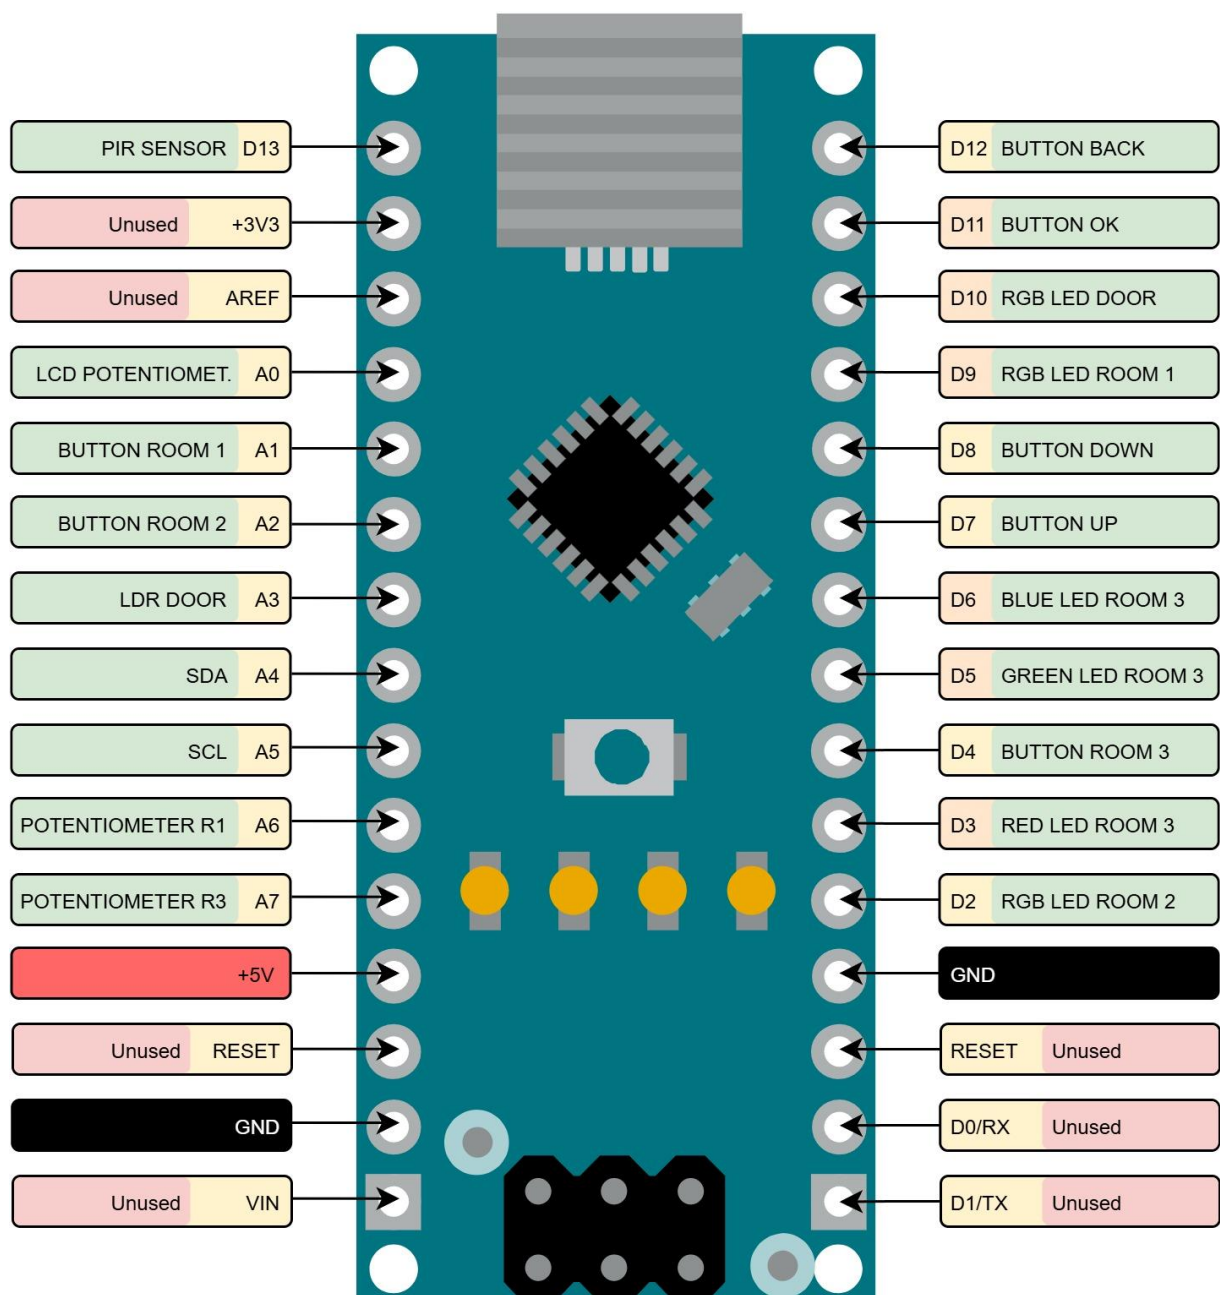 PIR SENSOR D13
Unused +3V3
Unused AREF
LCD POTENTIOMET. A0
BUTTON ROOM 1 A1
BUTTON ROOM 2 A2
LDR DOOR A3
SDA A4
SCL A5
POTENTIOMETER R1 A6
POTENTIOMETER R3 A7
+5V
Unused RESET
GND
Unused VIN
D12 BUTTON BACK
D11 BUTTON OK
D10 RGB LED DOOR
D9 RGB LED ROOM 1
D8 BUTTON DOWN
D7 BUTTON UP
D6 BLUE LED ROOM 3
D5 GREEN LED ROOM 3
D4 BUTTON ROOM 3
D3 RED LED ROOM 3
D2 RGB LED ROOM 2
GND
RESET Unused
D0/RX Unused
D1/TX Unused